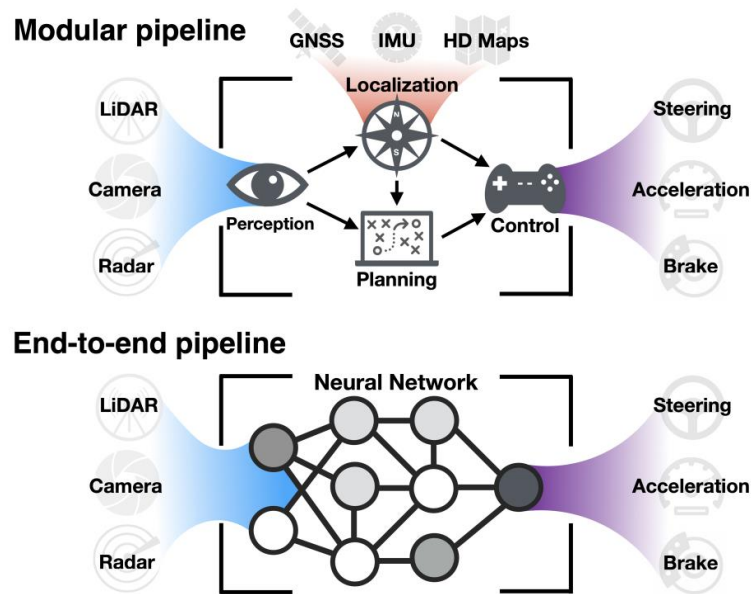 Modular pipeline
GNSS IMU HD Maps
Localization
LiDAR
Camera
Radar
Perception
N
S
Planning
Control
Steering
Acceleration
Brake
End-to-end pipeline
Neural Network
LiDAR
Camera
Radar
Steering
Acceleration
Brake